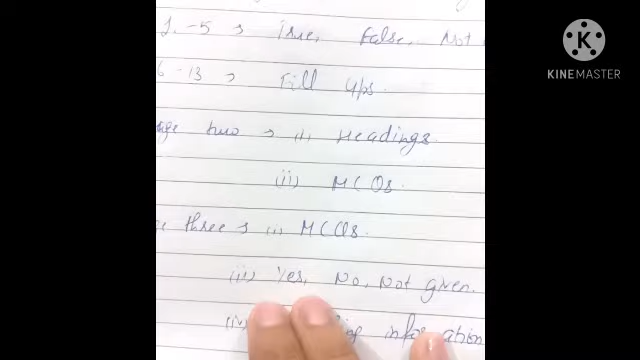 1. -5 → True, False, Not
6 -13 → Fill Ups.
two → (i) Headings.
(ii) MCQs.
three → (i) MCQs.
(ii) Yes, No, Not given.
(iv) information
KINEMASTER